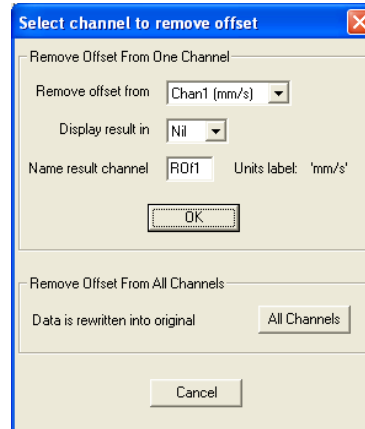 Select channel to remove offset
Remove Offset From One Channel
Remove offset from Chan1 (mm/s)
Display result in Nil
Name result channel ROf1 Units label: 'mm/s'
OK
Remove Offset From All Channels
Data is rewritten into original All Channels
Cancel